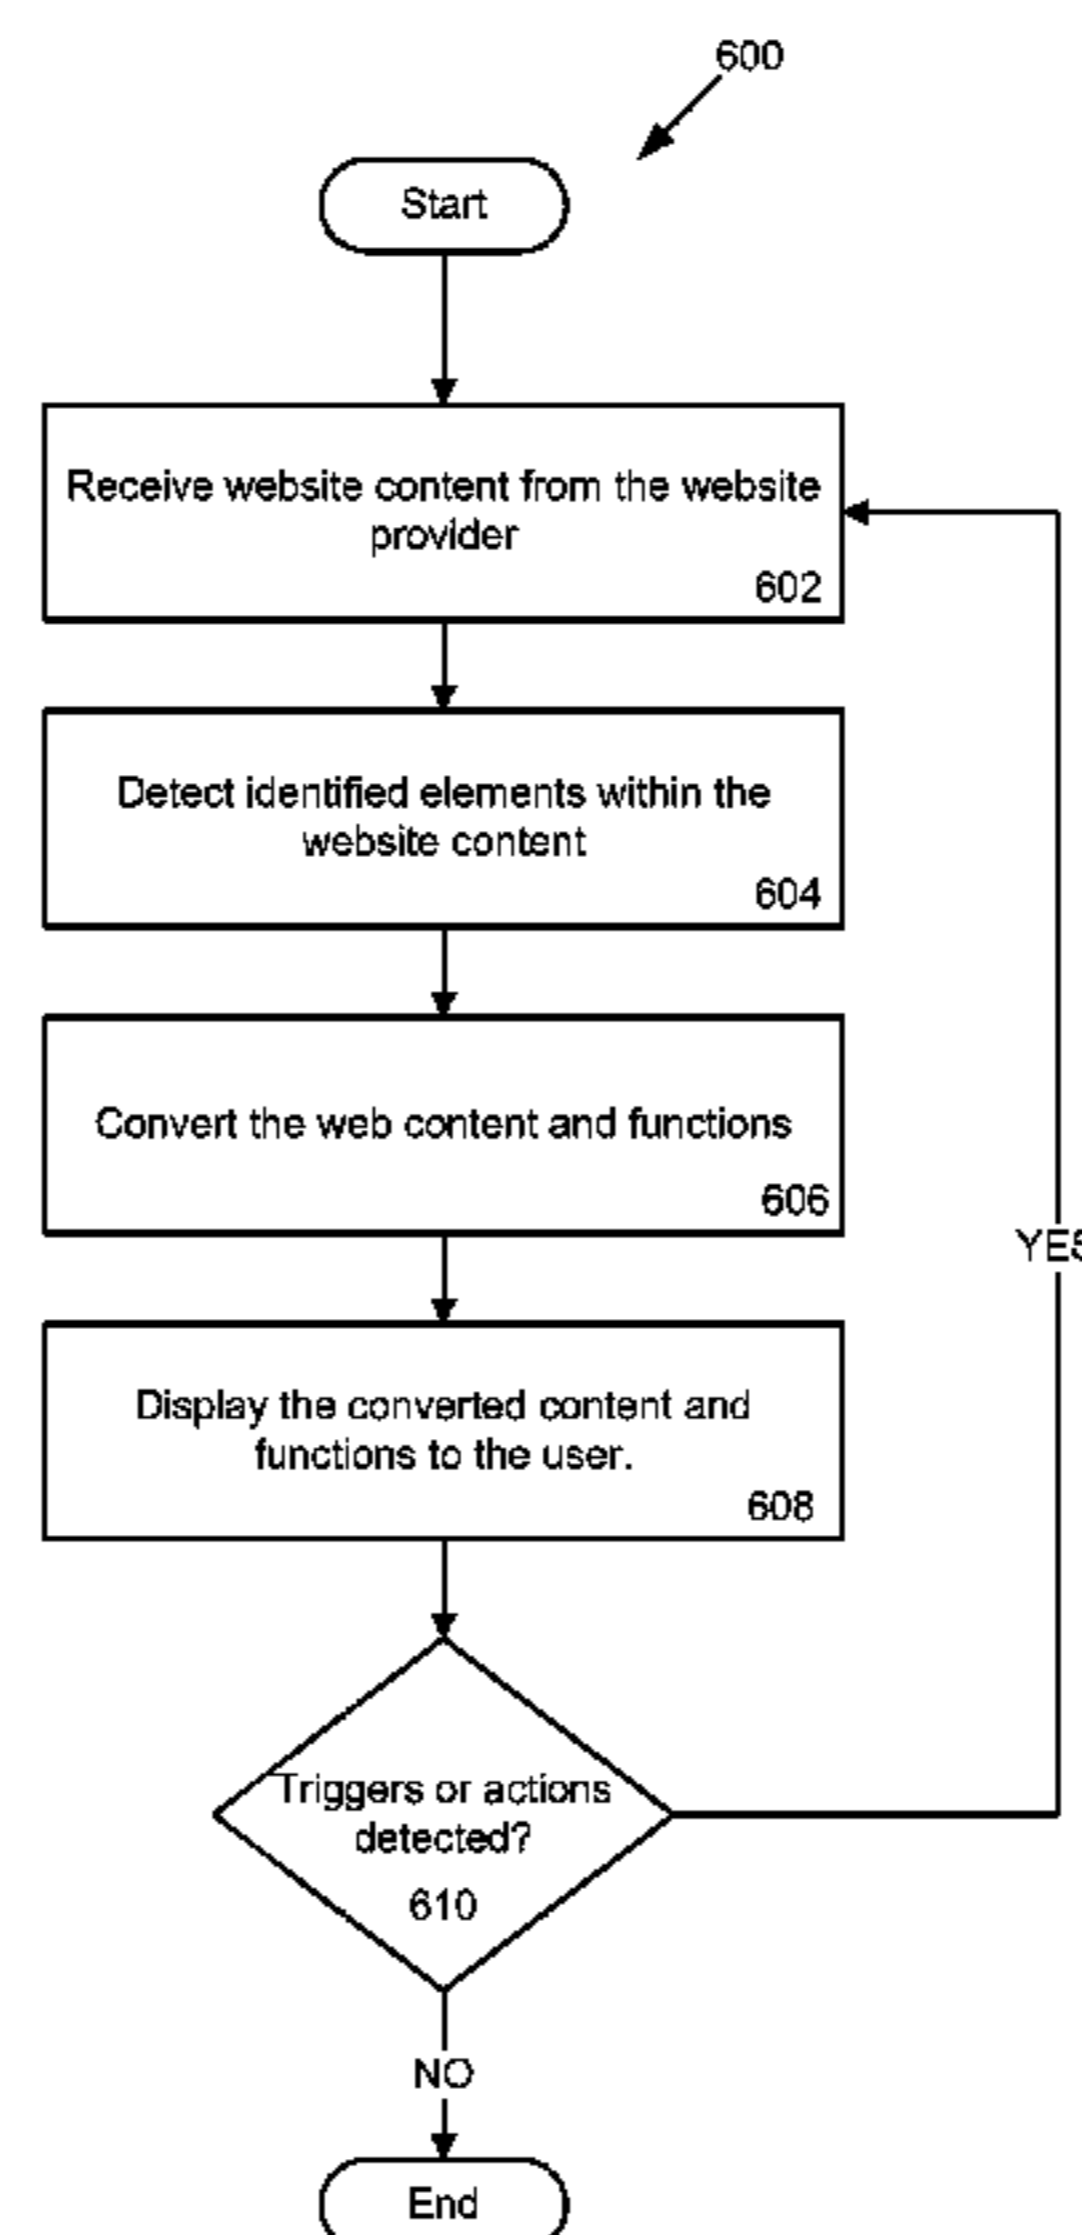 600
Start
Receive website content from the website
provider
602
Detect identified elements within the
website content
604
Convert the web content and functions
606
Display the converted content and
functions to the user.
608
YES
Triggers or actions
detected?
610
NO
End